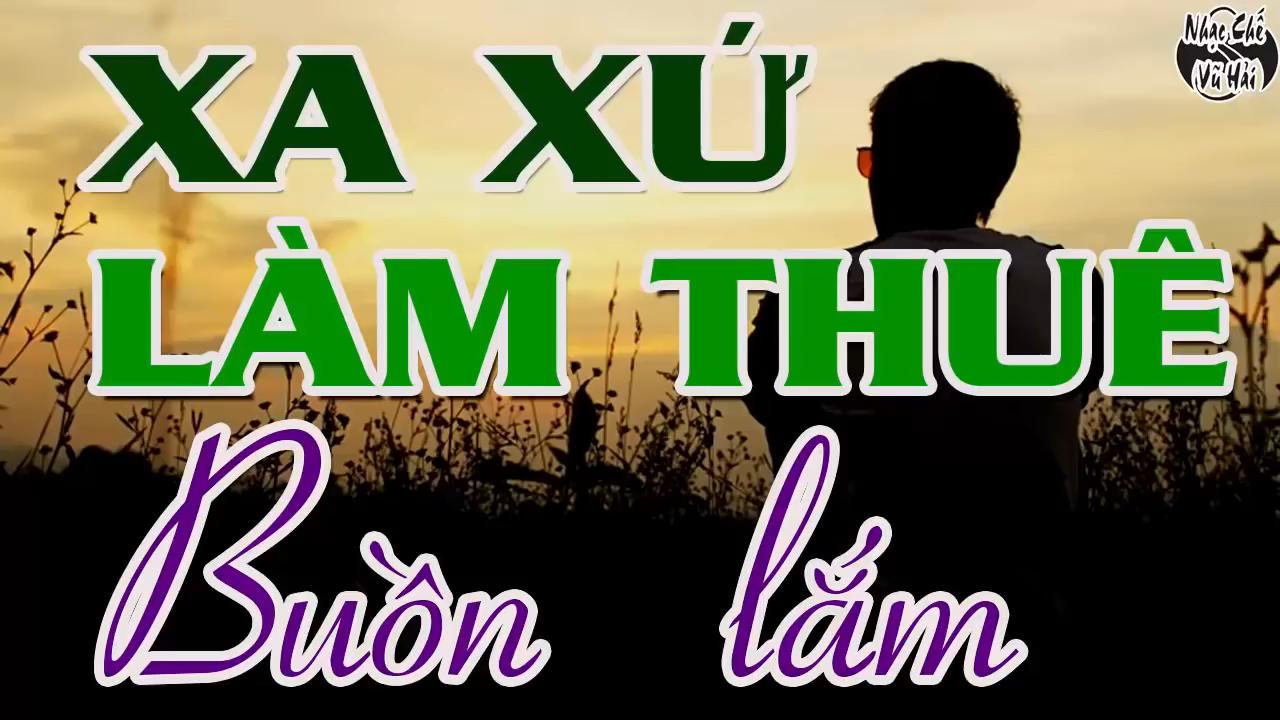 Nhạc Chế
Vũ Hải
XA XỨ
LÀM THUÊ
Buồn lắm